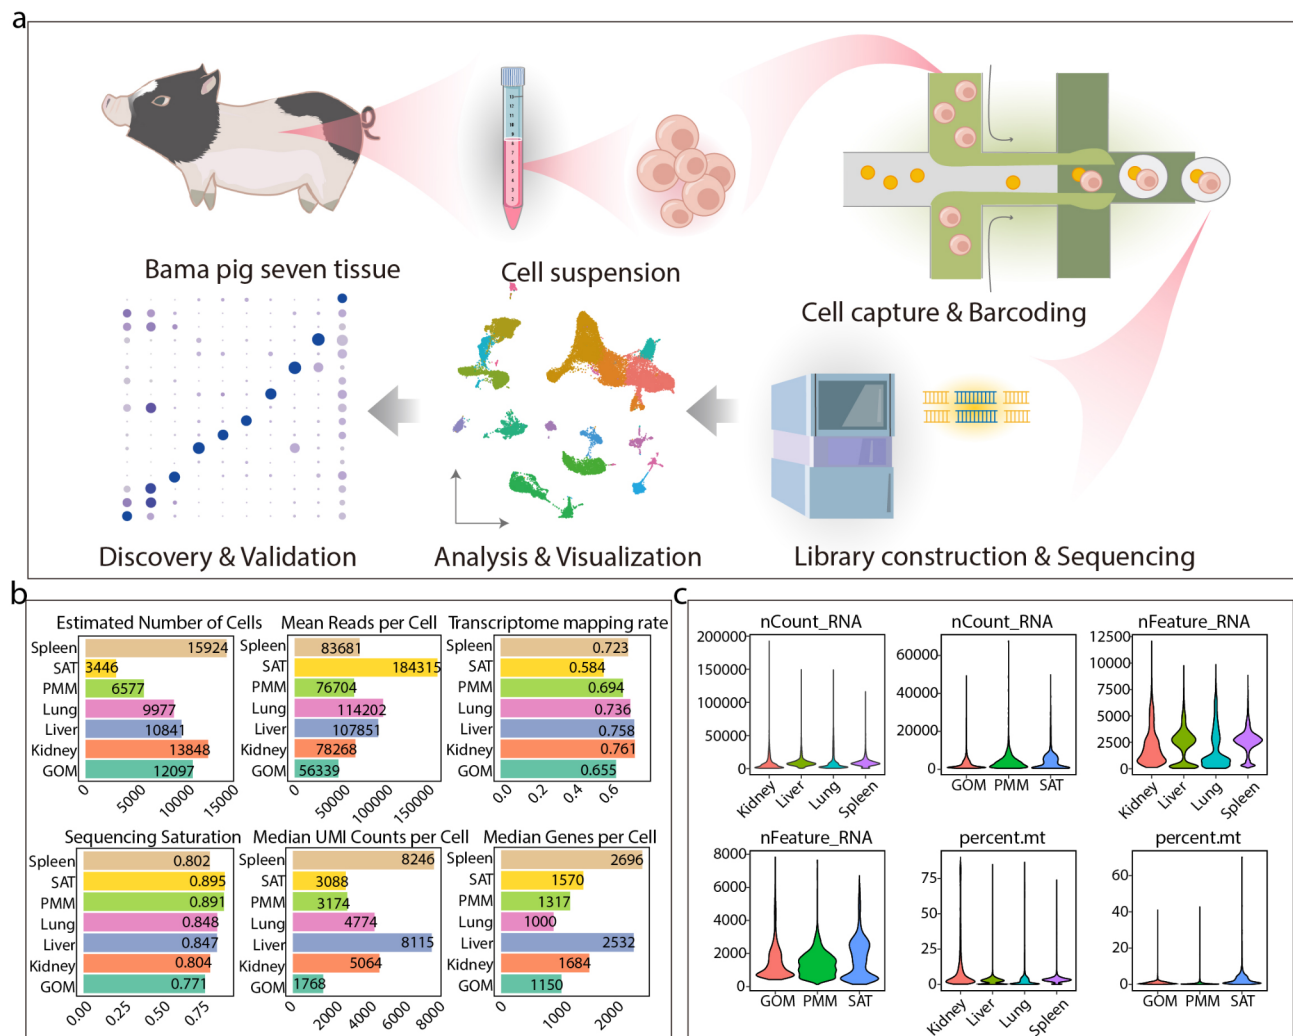 a
Bama pig seven tissue
Cell suspension
Cell capture & Barcoding
Discovery & Validation
Analysis & Visualization
Library construction & Sequencing
b
Estimated Number of Cells
Spleen 15924
SAT 3446
PMM 6577
Lung 9977
Liver 10841
Kidney 13848
GOM 12097
0 5000 10000 15000
Mean Reads per Cell
83681
184315
76704
114202
107851
78268
56339
0 50000 100000 150000
Transcriptome mapping rate
Spleen 0.723
SAT 0.584
PMM 0.694
Lung 0.736
Liver 0.758
Kidney 0.761
GOM 0.655
0.0 0.2 0.4 0.6
Sequencing Saturation
Spleen 0.802
SAT 0.895
PMM 0.891
Lung 0.848
Liver 0.847
Kidney 0.804
GOM 0.771
0.00 0.25 0.50 0.75
Median UMI Counts per Cell
Spleen 8246
SAT 3088
PMM 3174
Lung 4774
Liver 8115
Kidney 5064
GOM 1768
0 2000 4000 6000 8000
Median Genes per Cell
Spleen 2696
SAT 1570
PMM 1317
Lung 1000
Liver 2532
Kidney 1684
GOM 1150
0 1000 2000
c
nCount_RNA
200000
150000
100000
50000
0
Kidney Liver Lung Spleen
nCount_RNA
60000
40000
20000
0
GOM PMM SAT
nFeature_RNA
12500
10000
7500
5000
2500
0
Kidney Liver Lung Spleen
nFeature_RNA
8000
6000
4000
2000
0
GOM PMM SAT
percent.mt
75
50
25
0
Kidney Liver Lung Spleen
percent.mt
60
40
20
0
GOM PMM SAT